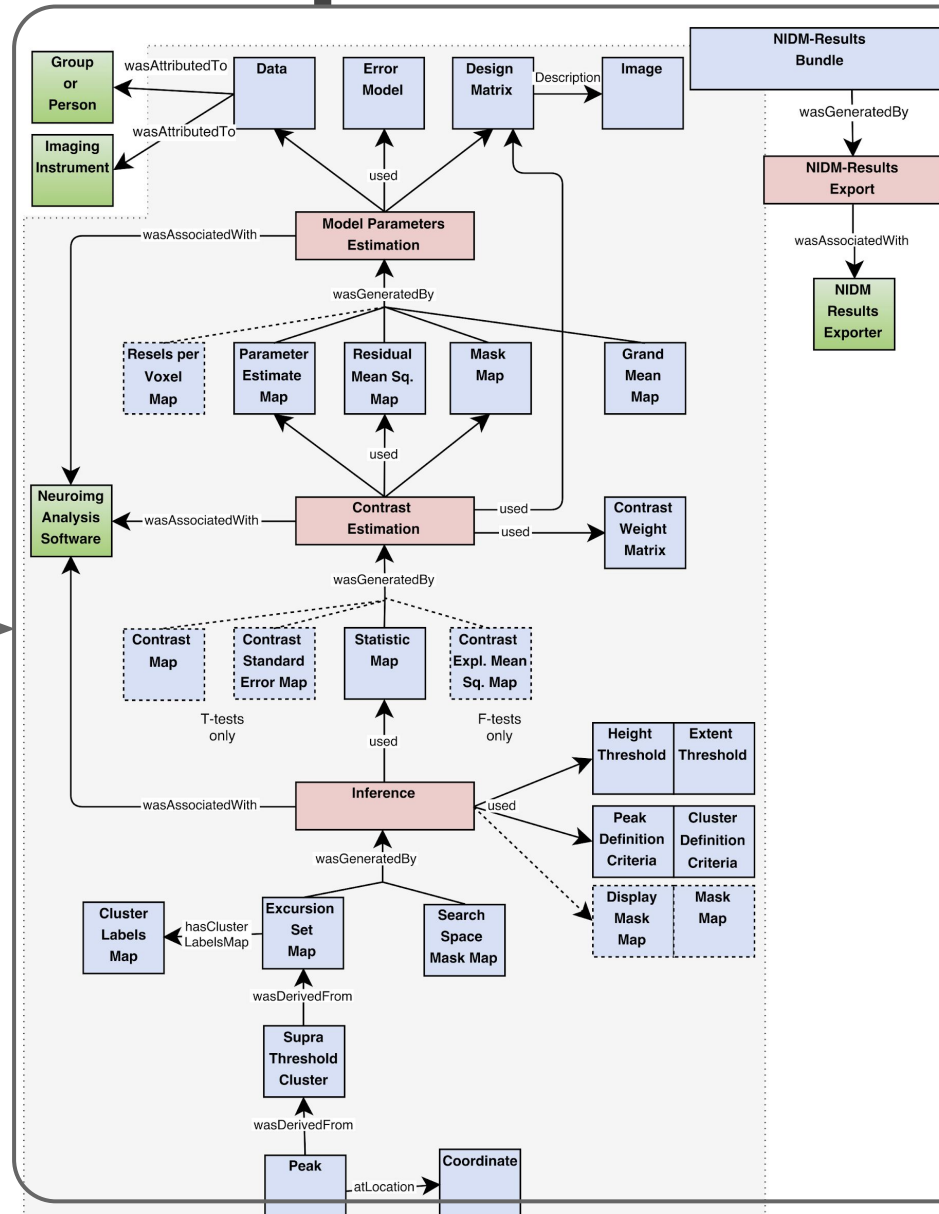 NIDM-Results
Bundle
Group
or
Person
wasAttributedTo
Data
Error
Model
Design
Matrix
Description
Image
wasGeneratedBy
wasAttributedTo
Imaging
Instrument
used
NIDM-Results
Export
Model Parameters
Estimation
wasAssociatedWith
wasAssociatedWith
wasGeneratedBy
NIDM
Results
Exporter
Resels per
Voxel
Map
Parameter
Estimate
Map
Residual
Mean Sq.
Map
Mask
Map
Grand
Mean
Map
used
Neuroimg
Analysis
Software
wasAssociatedWith
Contrast
Estimation
used
used
Contrast
Weight
Matrix
wasGeneratedBy
Contrast
Map
Contrast
Standard
Error Map
Statistic
Map
Contrast
Expl. Mean
Sq. Map
T-tests
only
F-tests
only
used
Height
Threshold
Extent
Threshold
wasAssociatedWith
Inference
used
Peak
Definition
Criteria
Cluster
Definition
Criteria
wasGeneratedBy
Display
Mask
Map
Mask
Map
Cluster
Labels
Map
hasCluster
LabelsMap
Excursion
Set
Map
Search
Space
Mask Map
wasDerivedFrom
Supra
Threshold
Cluster
wasDerivedFrom
Peak
atLocation
Coordinate